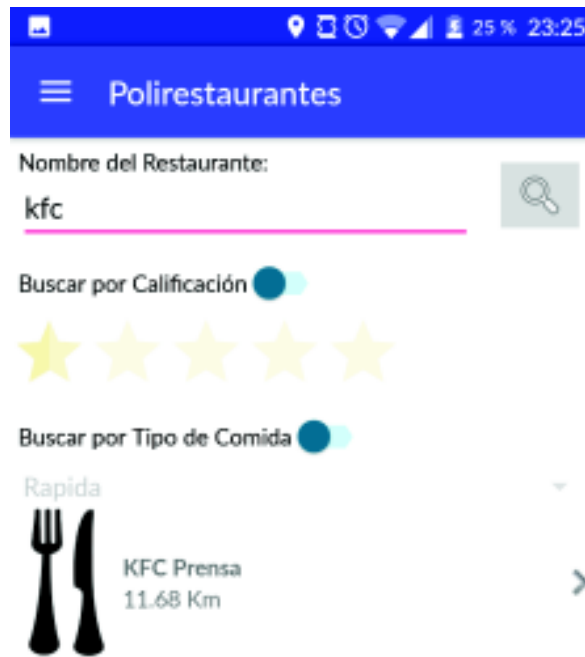 25 % 23:25
Polirestaurantes
Nombre del Restaurante:
kfc
Buscar por Calificación
Buscar por Tipo de Comida
Rapida
KFC Prensa
11.68 Km